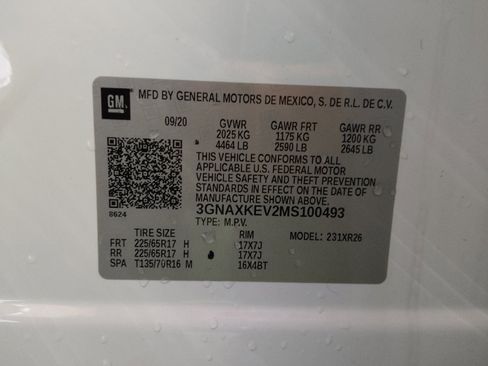 GM
MFD BY GENERAL MOTORS DE MEXICO, S. DE R.L. DE C.V.
09/20 GVWR GAWR FRT GAWR RR
2025 KG 1175 KG 1200 KG
4464 LB 2590 LB 2645 LB
THIS VEHICLE CONFORMS TO ALL
APPLICABLE U.S. FEDERAL MOTOR
VEHICLE SAFETY AND THEFT
PREVENTION STANDARDS IN EFFECT
ON THE DATE OF MANUFACTURE
SHOWN ABOVE.
8624 3GNAXKEV2MS100493
TYPE: M.P.V.
TIRE SIZE RIM MODEL: 231XR26
FRT 225/65R17 H 17X7J
RR 225/65R17 H 17X7J
SPA T135/70R16 M 16X4BT